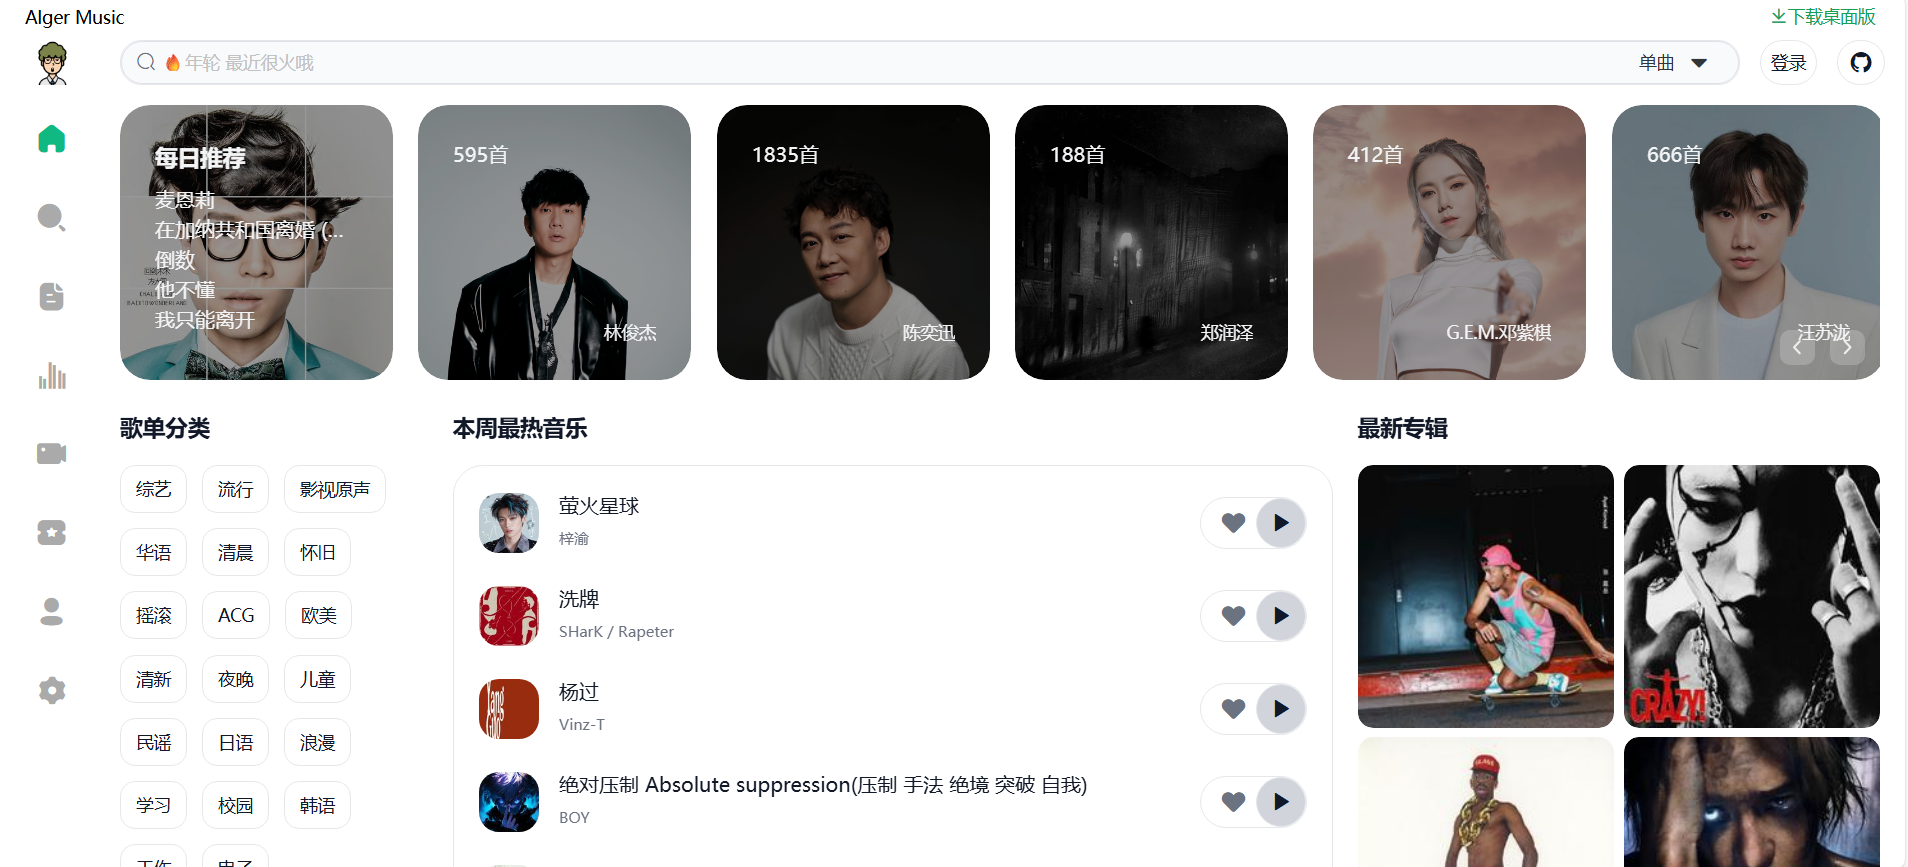 Alger Music
下载桌面版
年轮 最近很火哦
单曲
登录
每日推荐
麦恩莉
在加纳共和国离婚 (...
倒数
他不懂
我只能离开
595首
林俊杰
1835首
陈奕迅
188首
郑润泽
412首
G.E.M.邓紫棋
666首
汪苏泷
歌单分类
综艺
流行
影视原声
华语
清晨
怀旧
摇滚
ACG
欧美
清新
夜晚
儿童
民谣
日语
浪漫
学习
校园
韩语
本周最热音乐
萤火星球
梓渝
洗牌
SHarK / Rapeter
杨过
Vinz-T
绝对压制 Absolute suppression(压制 手法 绝境 突破 自我)
BOY
最新专辑
CRAZY!